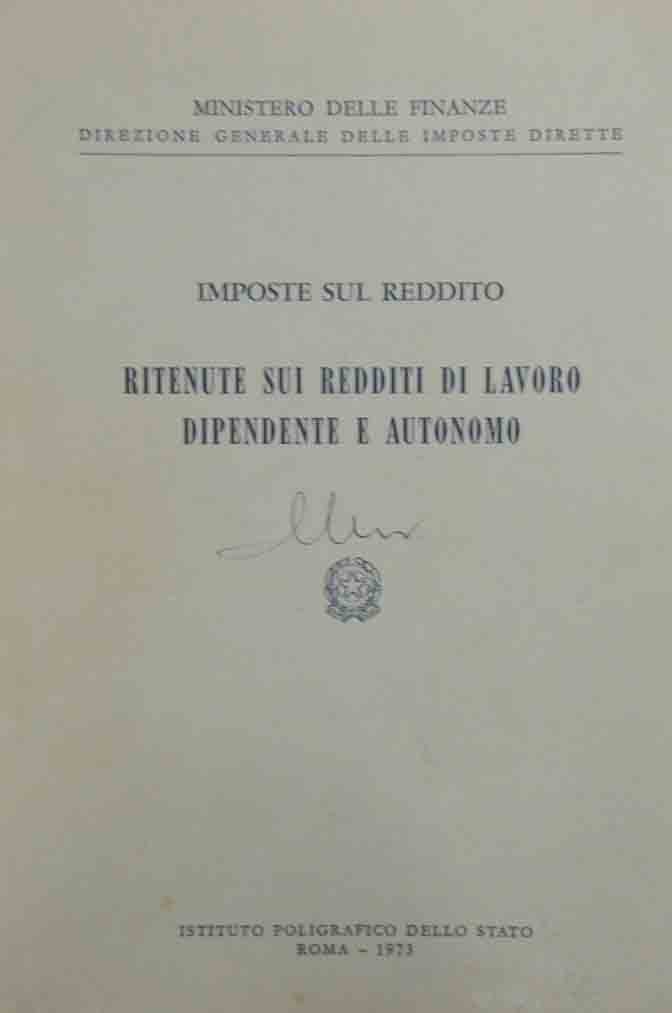 MINISTERO DELLE FINANZE
DIREZIONE GENERALE DELLE IMPOSTE DIRETTE
IMPOSTE SUL REDDITO
RITENUTE SUI REDDITI DI LAVORO
DIPENDENTE E AUTONOMO
ISTITUTO POLIGRAFICO DELLO STATO
ROMA - 1973